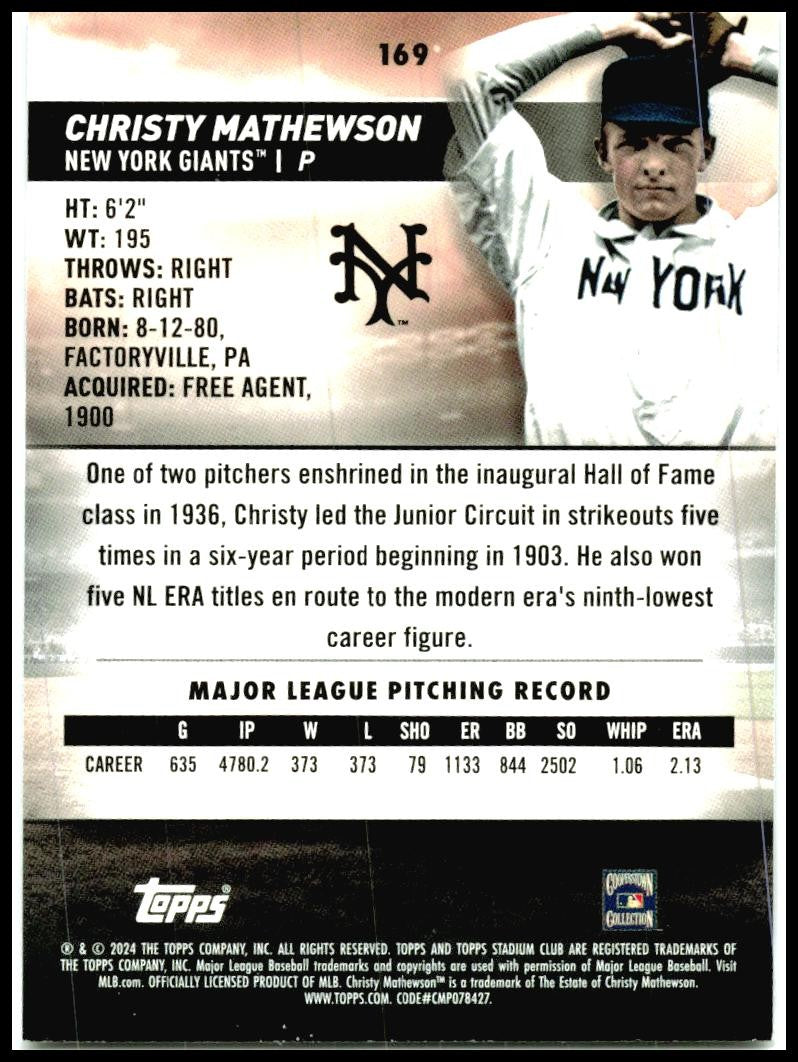 169
CHRISTY MATHEWSON
NEW YORK GIANTS™ | P
HT: 6'2"
WT: 195
THROWS: RIGHT
BATS: RIGHT
BORN: 8-12-80,
FACTORYVILLE, PA
ACQUIRED: FREE AGENT,
1900
NY™
NEW YORK
One of two pitchers enshrined in the inaugural Hall of Fame
class in 1936, Christy led the Junior Circuit in strikeouts five
times in a six-year period beginning in 1903. He also won
five NL ERA titles en route to the modern era's ninth-lowest
career figure.
MAJOR LEAGUE PITCHING RECORD
G IP W L SHO ER BB SO WHIP ERA
CAREER 635 4780.2 373 373 79 1133 844 2502 1.06 2.13
topps®
COOPERSTOWN
COLLECTION
® & © 2024 THE TOPPS COMPANY, INC. ALL RIGHTS RESERVED. TOPPS AND TOPPS STADIUM CLUB ARE REGISTERED TRADEMARKS OF
THE TOPPS COMPANY, INC. Major League Baseball trademarks and copyrights are used with permission of Major League Baseball. Visit
MLB.com. OFFICIALLY LICENSED PRODUCT OF MLB. Christy Mathewson™ is a trademark of The Estate of Christy Mathewson.
WWW.TOPPS.COM. CODE#CMP078427.